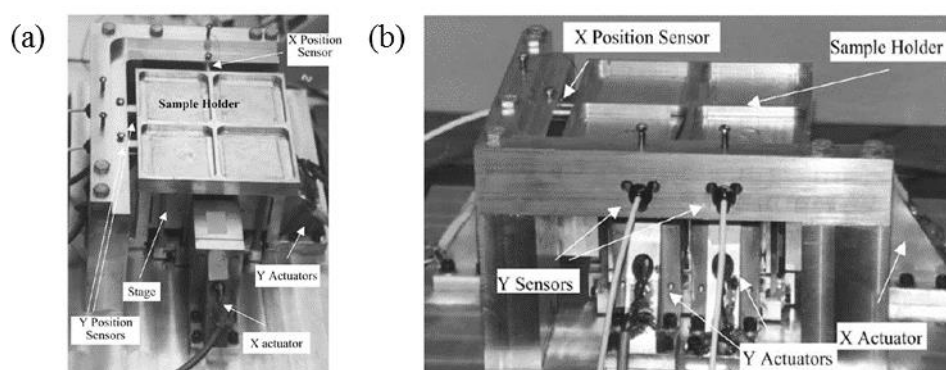 (a)
X Position
Sensor
Sample Holder
Y Actuators
Stage
Y Position
Sensors
X actuator
(b)
X Position Sensor
Sample Holder
Y Sensors
X Actuator
Y Actuators